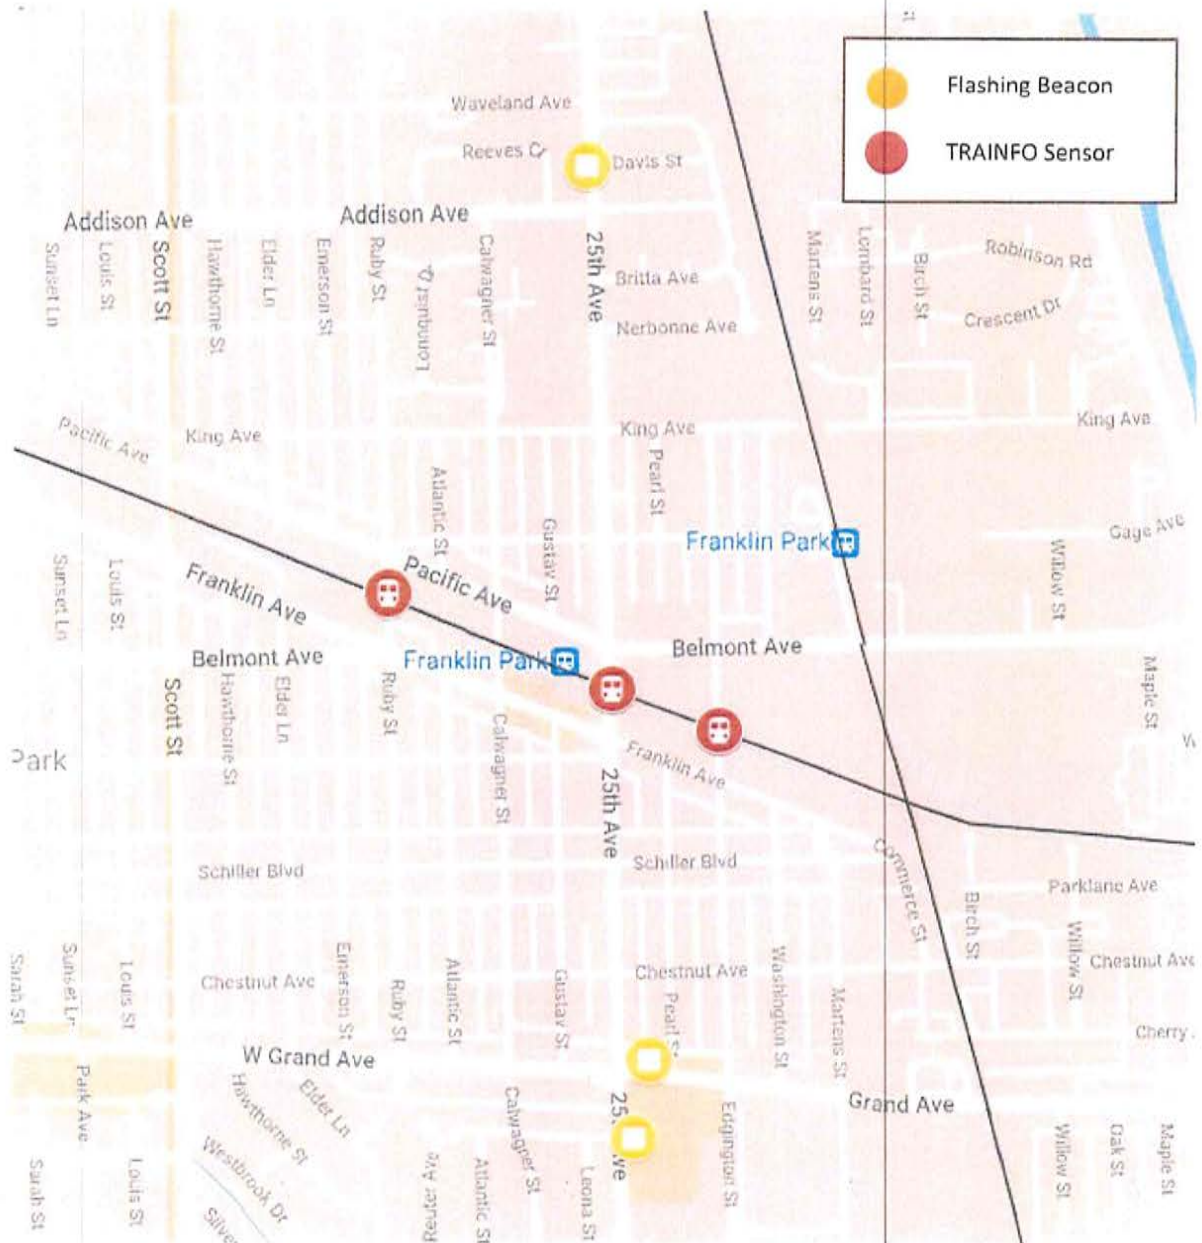 Flashing Beacon
TRAINFO Sensor
Waveland Ave
Reeves Cr
Davis St
Addison Ave
Addison Ave
Sunset Ln
Louis St
Scott St
Hawthorne St
Elder Ln
Emerson St
Ruby St
Calwagner St
25th Ave
Britta Ave
Nerbonne Ave
Martens St
Lombard St
Birch St
Robinson Rd
Crescent Dr
Pacific Ave
King Ave
King Ave
King Ave
Atlantic St
Gustav St
Pearl St
Franklin Park
Gage Ave
Willow St
Sunset Ln
Louis St
Franklin Ave
Pacific Ave
Belmont Ave
Franklin Park
Belmont Ave
Scott St
Hawthorne St
Elder Ln
Ruby St
Calwagner St
Franklin Ave
25th Ave
Maple St
Park
Schiller Blvd
Schiller Blvd
Commerce St
Parklane Ave
Birch St
Willow St
Sarah St
Sunset Ln
Louis St
Chestnut Ave
Emerson St
Ruby St
Atlantic St
Gustav St
Chestnut Ave
Pearl St
Washington St
Martens St
Chestnut Ave
Cherry
W Grand Ave
Grand Ave
Park Ave
Hawthorne St
Elder Ln
Calwagner St
25
ve
Edgington St
Willow St
Oak St
Maple St
Sarah St
Louis St
Westbrook Dr
Silve
Reuter Ave
Atlantic St
Leona St